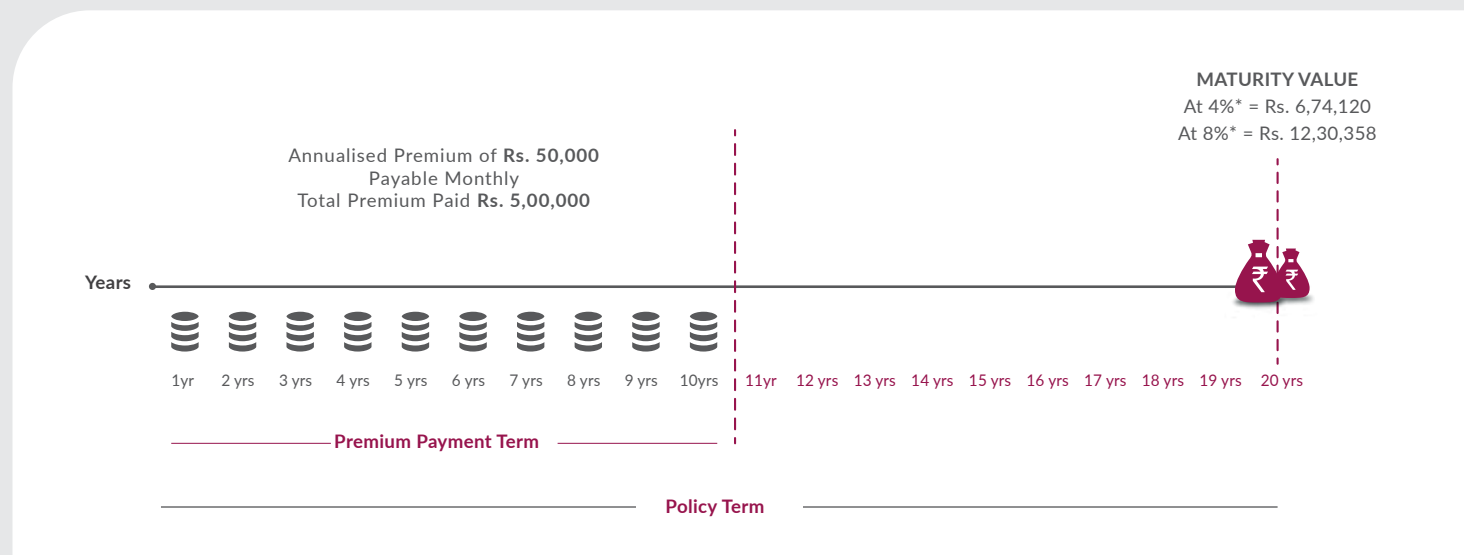 MATURITY VALUE
At 4%* = Rs. 6,74,120
At 8%* = Rs. 12,30,358
Annualised Premium of Rs. 50,000
Payable Monthly
Total Premium Paid Rs. 5,00,000
Years
₹ ₹
1yr 2 yrs 3 yrs 4 yrs 5 yrs 6 yrs 7 yrs 8 yrs 9 yrs 10yrs 11yr 12 yrs 13 yrs 14 yrs 15 yrs 16 yrs 17 yrs 18 yrs 19 yrs 20 yrs
Premium Payment Term
Policy Term